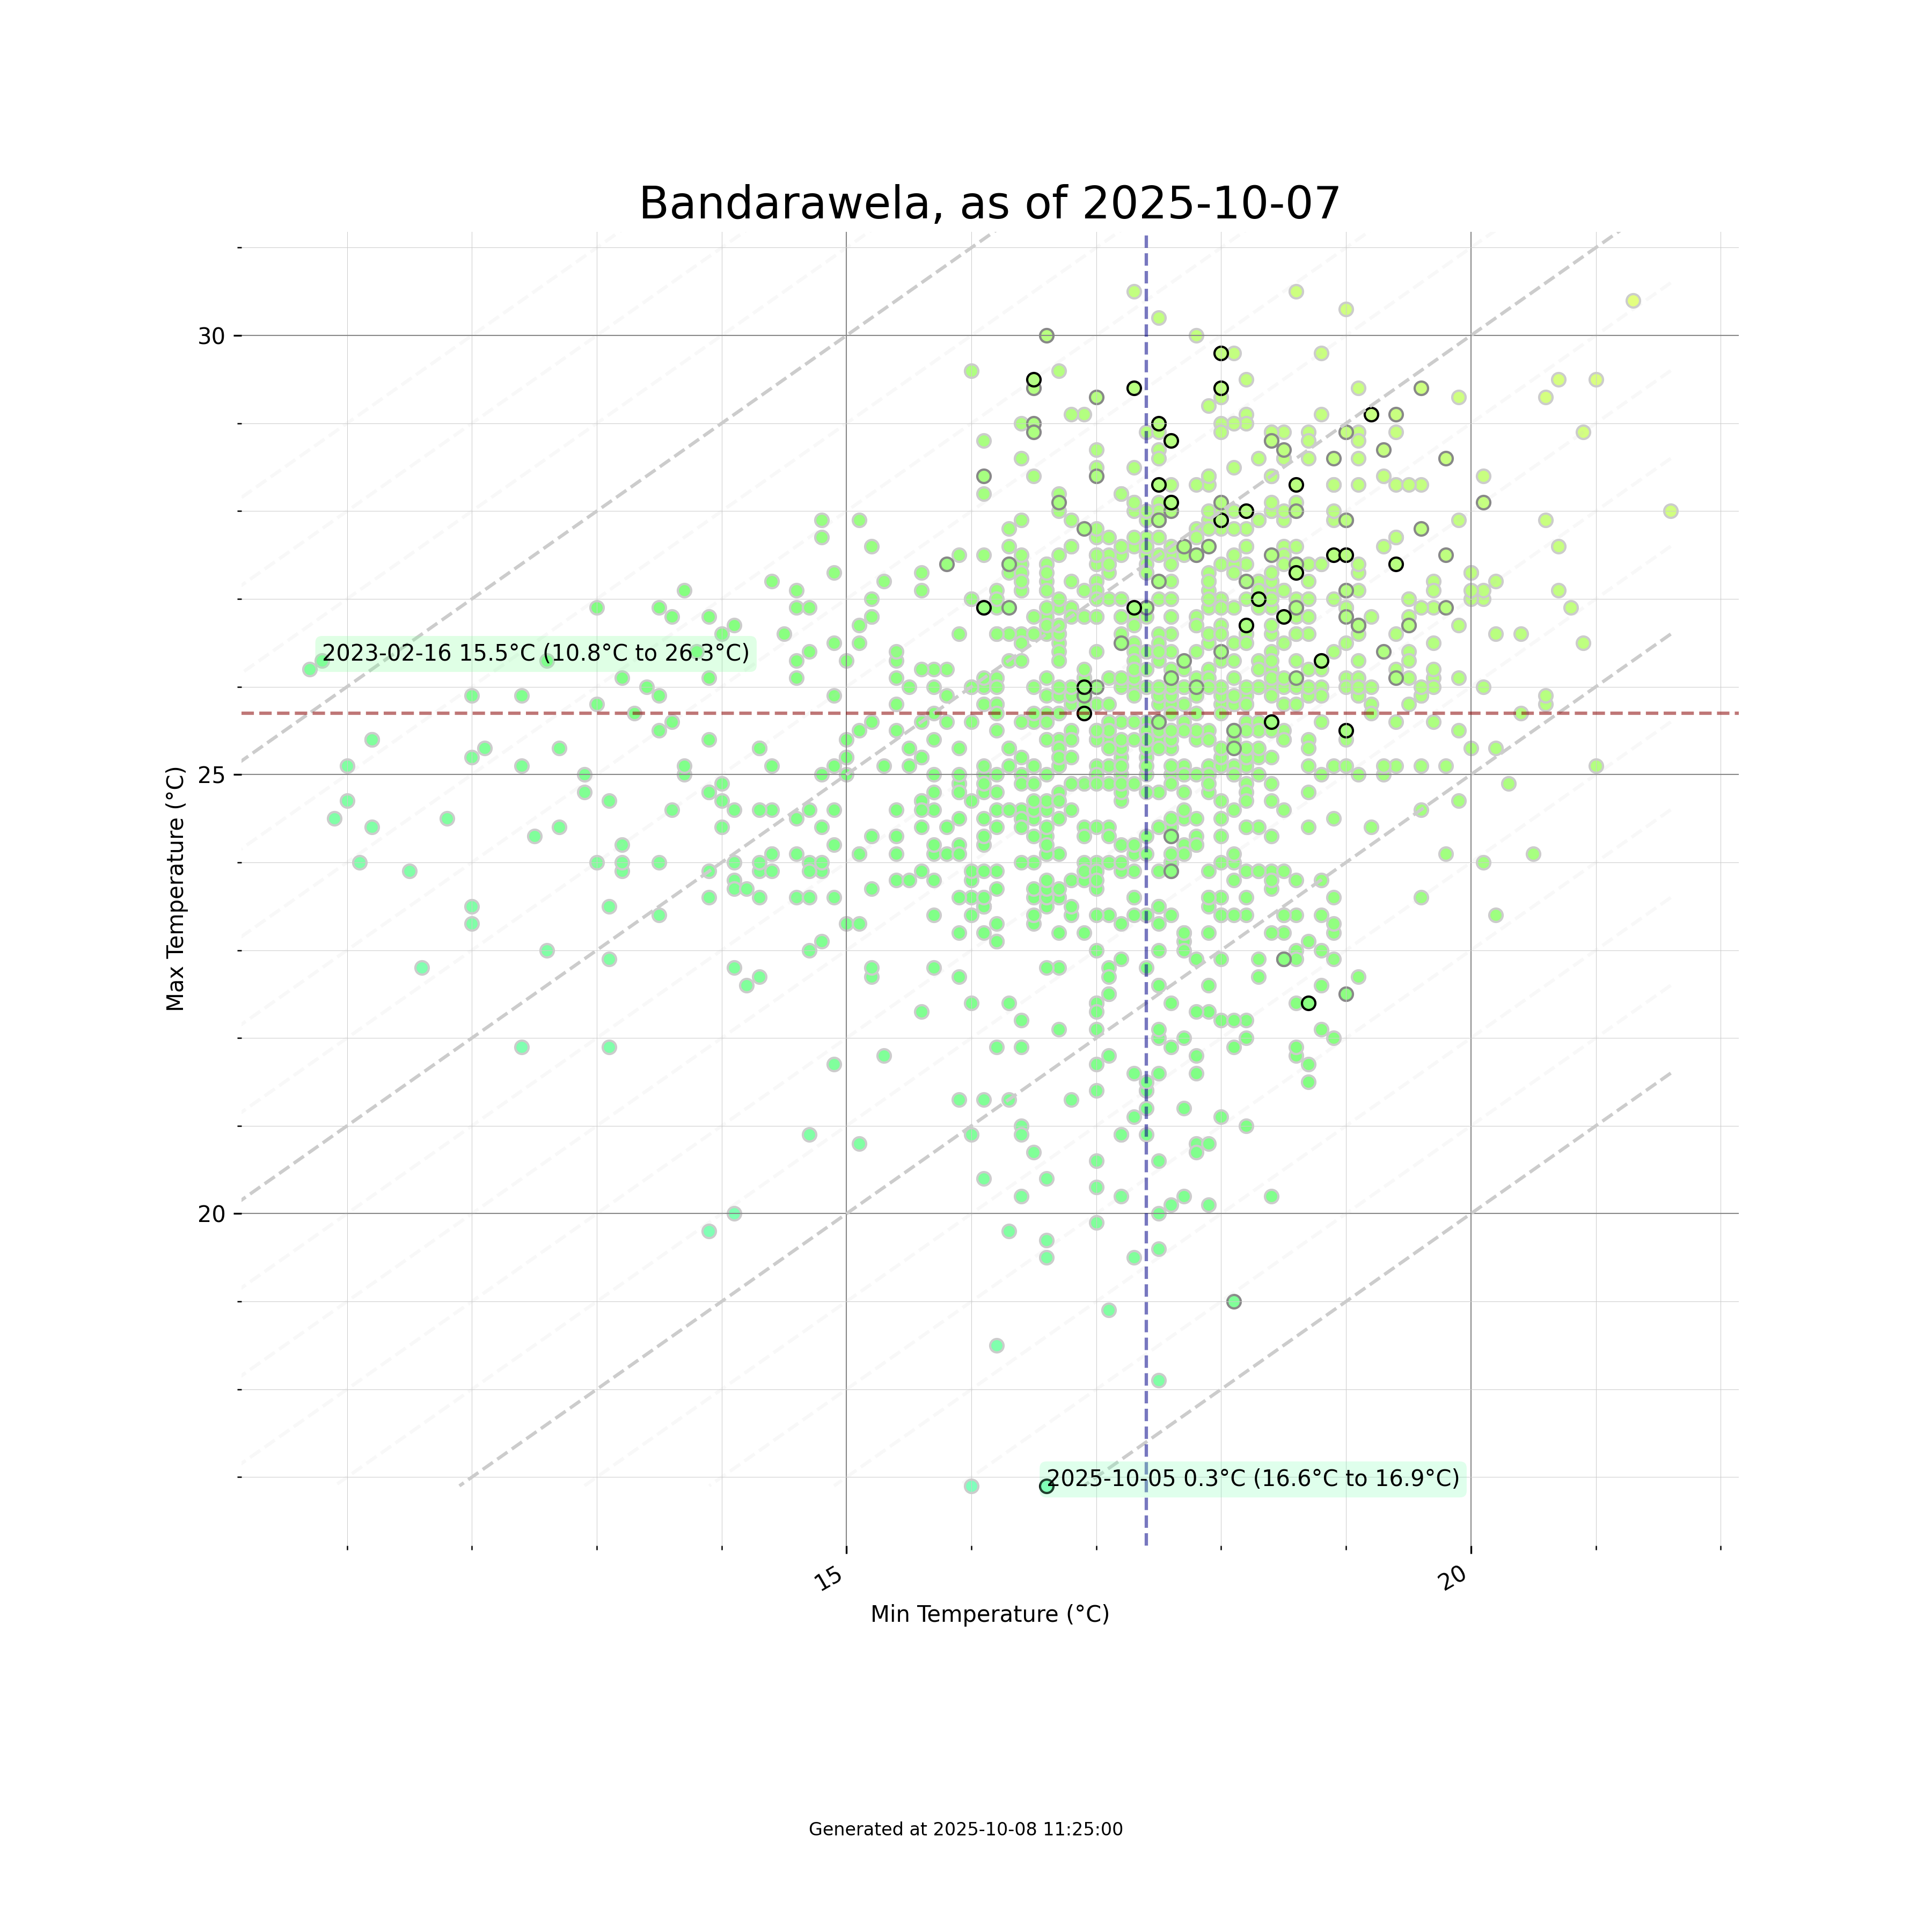 Bandarawela, as of 2025-10-07
30
2023-02-16 15.5°C (10.8°C to 26.3°C)
25
Max Temperature (°C)
20
2025-10-05 0.3°C (16.6°C to 16.9°C)
15
20
Min Temperature (°C)
Generated at 2025-10-08 11:25:00